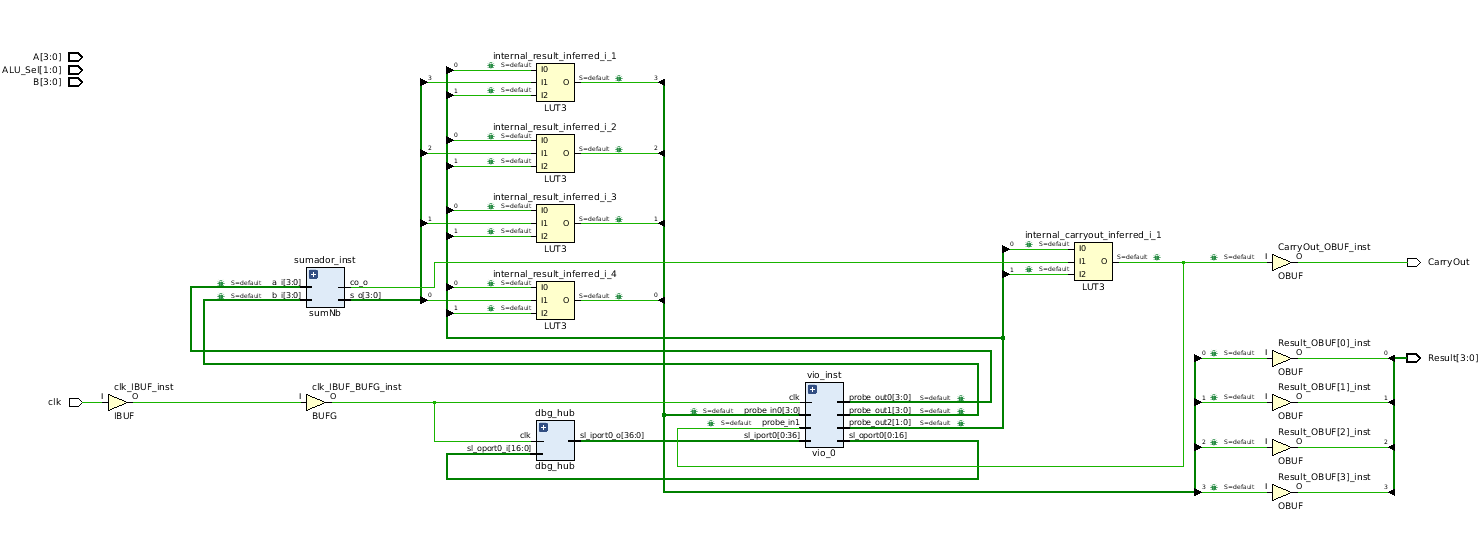 A[3:0]
ALU_Sel[1:0]
B[3:0]
internal_result_inferred_i_1
0 S=default I0
3 I1 O S=default 3
1 S=default I2
LUT3
internal_result_inferred_i_2
0 S=default I0
2 I1 O S=default 2
1 S=default I2
LUT3
internal_result_inferred_i_3
0 S=default I0
1 I1 O S=default 1
1 S=default I2
LUT3
internal_result_inferred_i_4
0 S=default I0
0 I1 O S=default 0
1 S=default I2
LUT3
sumador_inst
S=default a_i[3:0] co_o
S=default b_i[3:0] s_o[3:0]
sumNb
internal_carryout_inferred_i_1
0 S=default I0
I1 O S=default
1 S=default I2
LUT3
CarryOut_OBUF_inst
S=default I O CarryOut
OBUF
clk_IBUF_inst
clk I O
IBUF
clk_IBUF_BUFG_inst
I O
BUFG
dbg_hub
clk sl_iport0_o[36:0]
sl_oport0_i[16:0]
dbg_hub
vio_inst
clk probe_out0[3:0] S=default
S=default probe_in0[3:0] probe_out1[3:0] S=default
S=default probe_in1 probe_out2[1:0] S=default
sl_iport0[0:36] sl_oport0[0:16]
vio_0
Result_OBUF[0]_inst
0 S=default I O 0 Result[3:0]
OBUF
Result_OBUF[1]_inst
1 S=default I O 1
OBUF
Result_OBUF[2]_inst
2 S=default I O 2
OBUF
Result_OBUF[3]_inst
3 S=default I O 3
OBUF